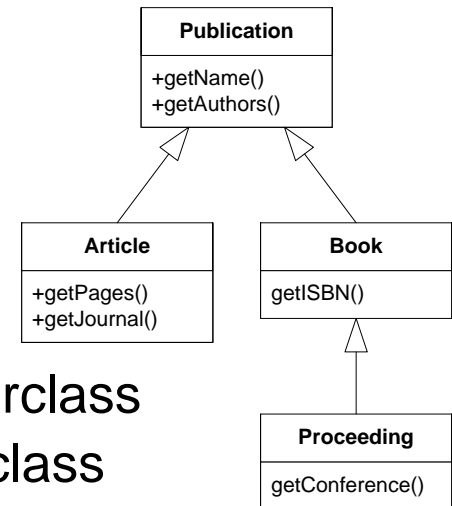 Publication
+getName()
+getAuthors()
Article
+getPages()
+getJournal()
Book
getISBN()
rclass
class
Proceeding
getConference()